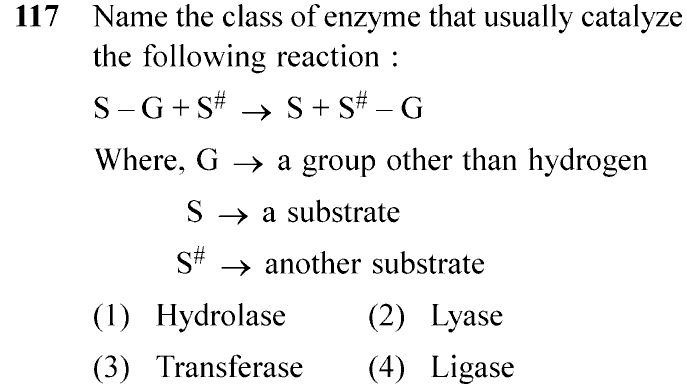 117 Name the class of enzyme that usually catalyze
the following reaction :
S – G + S# → S + S# – G
Where, G → a group other than hydrogen
S → a substrate
S# → another substrate
(1) Hydrolase (2) Lyase
(3) Transferase (4) Ligase